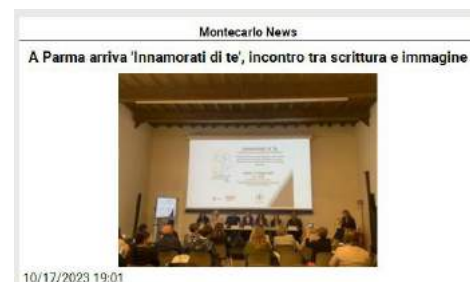 Montecarlo News
A Parma arriva 'Innamorati di te', incontro tra scrittura e immagine
10/17/2023 19:01